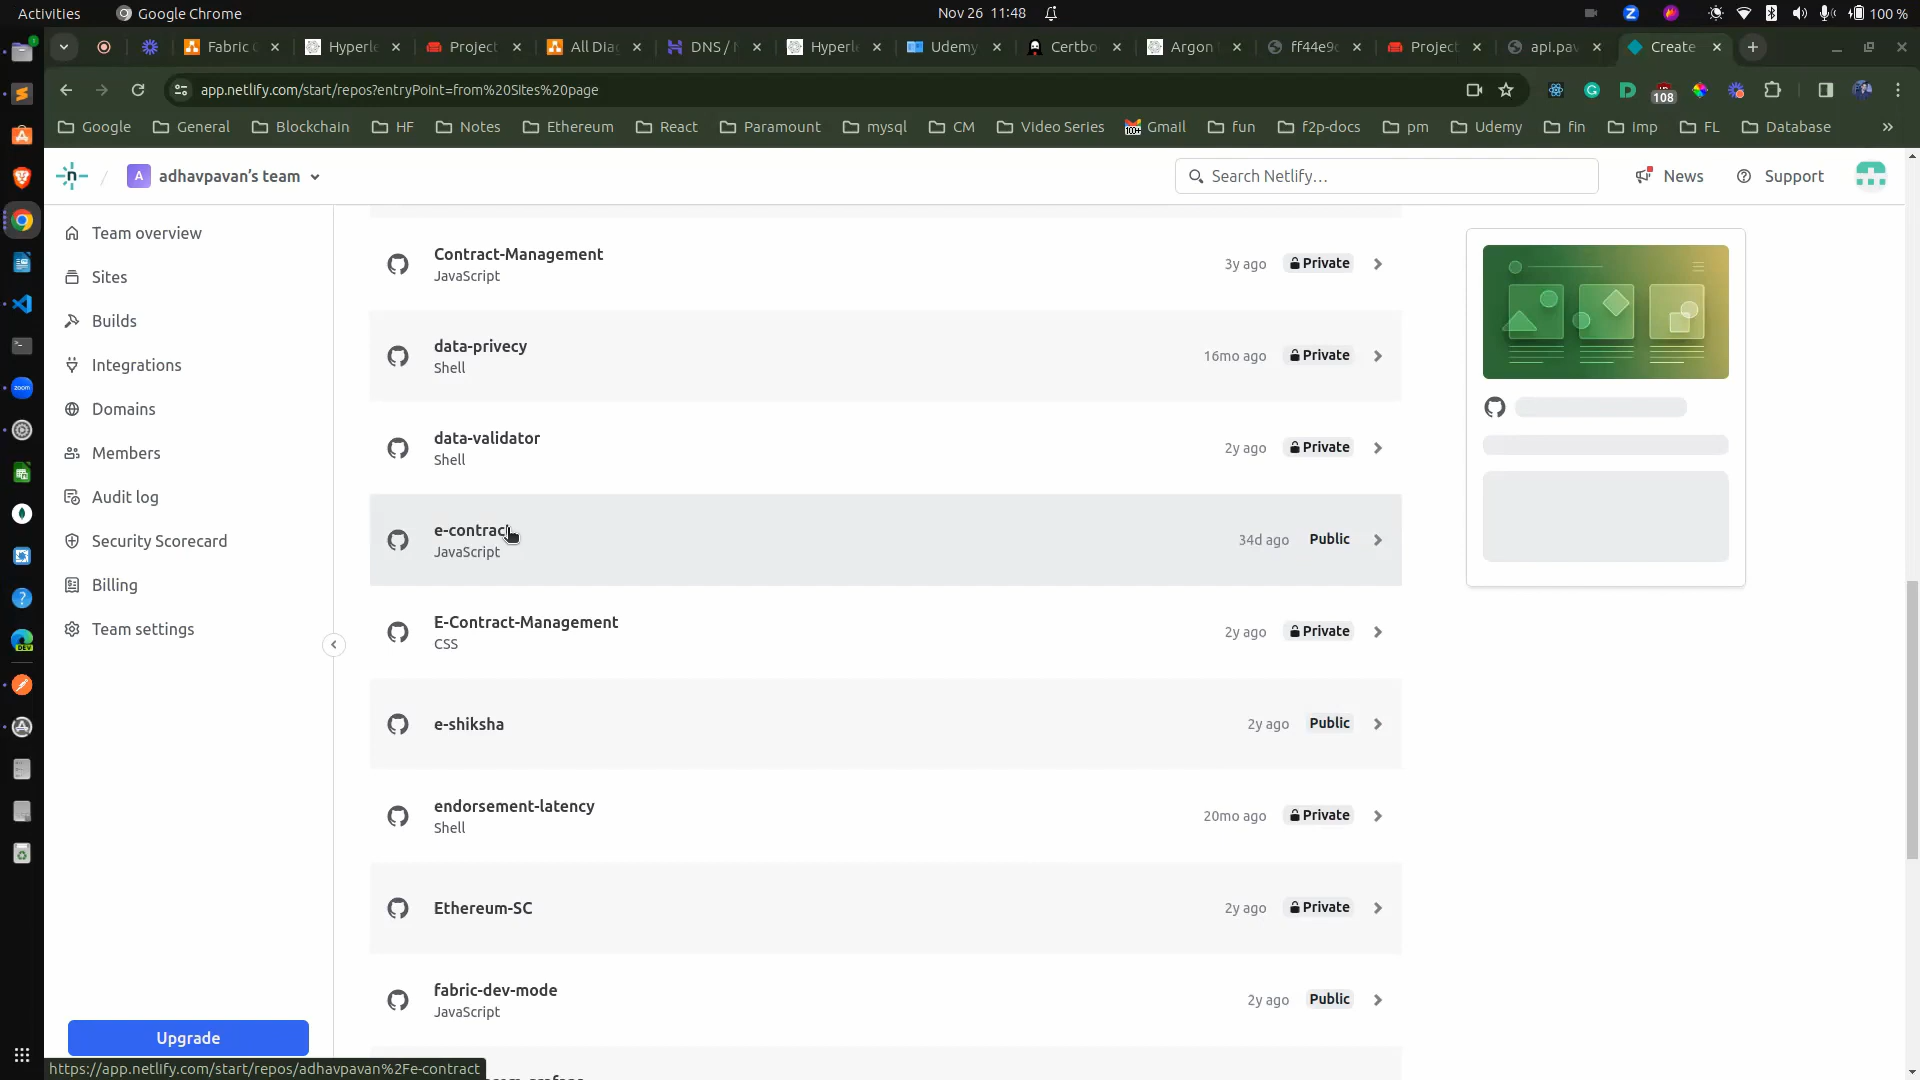 Activities
Google Chrome
Nov 26 11:48
100 %
Fabric
Hyperle
Project
All Dia
DNS /
Hyperle
Udemy
Certbo
Argon
ff44e9c
Project
api.pav
Create
app.netlify.com/start/repos?entryPoint=from%20Sites%20page
108
Google
General
Blockchain
HF
Notes
Ethereum
React
Paramount
mysql
CM
Video Series
Gmail
fun
f2p-docs
pm
Udemy
fin
Imp
FL
Database
A
adhavpavan's team
Search Netlify...
News
Support
Team overview
Sites
Builds
Integrations
Domains
Members
Audit log
Security Scorecard
Billing
Team settings
Upgrade
Contract-Management
JavaScript
3y ago
Private
data-privecy
Shell
16mo ago
Private
data-validator
Shell
2y ago
Private
e-contract
JavaScript
34d ago
Public
E-Contract-Management
CSS
2y ago
Private
e-shiksha
2y ago
Public
endorsement-latency
Shell
20mo ago
Private
Ethereum-SC
2y ago
Private
fabric-dev-mode
JavaScript
2y ago
Public
https://app.netlify.com/start/repos/adhavpavan%2Fe-contract